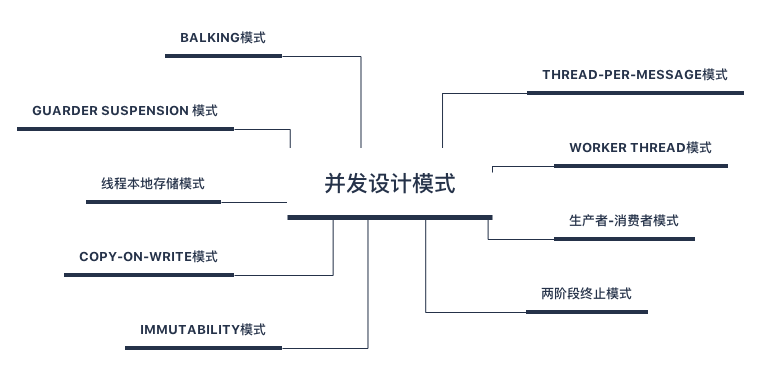 BALKING模式
GUARDER SUSPENSION 模式
线程本地存储模式
COPY-ON-WRITE模式
IMMUTABILITY模式
并发设计模式
THREAD-PER-MESSAGE模式
WORKER THREAD模式
生产者-消费者模式
两阶段终止模式